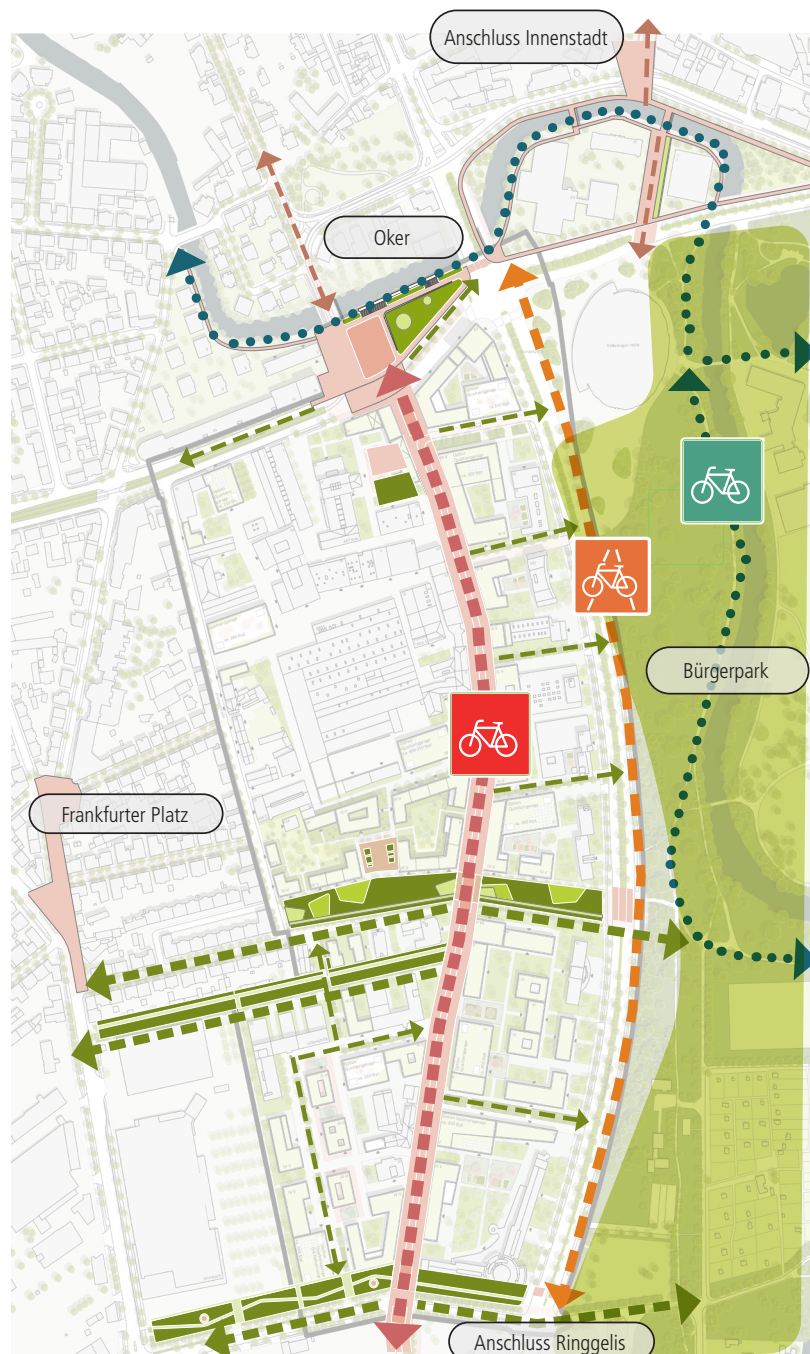 Anschluss Innenstadt
Oker
Bürgerpark
Frankfurter Platz
Anschluss Ringgelis